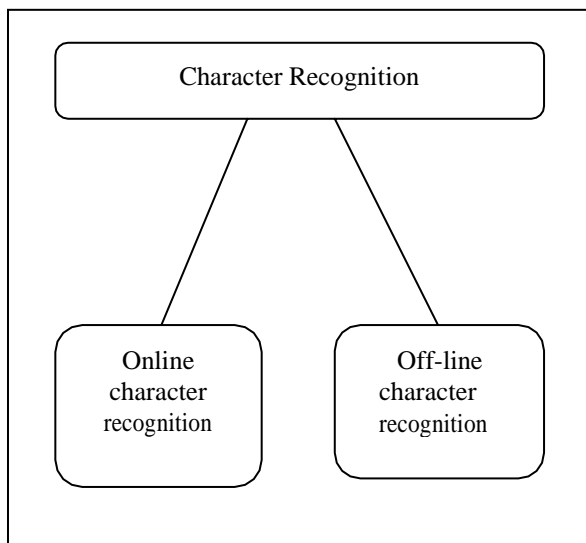 Character Recognition
Online
character
recognition
Off-line
character
recognition